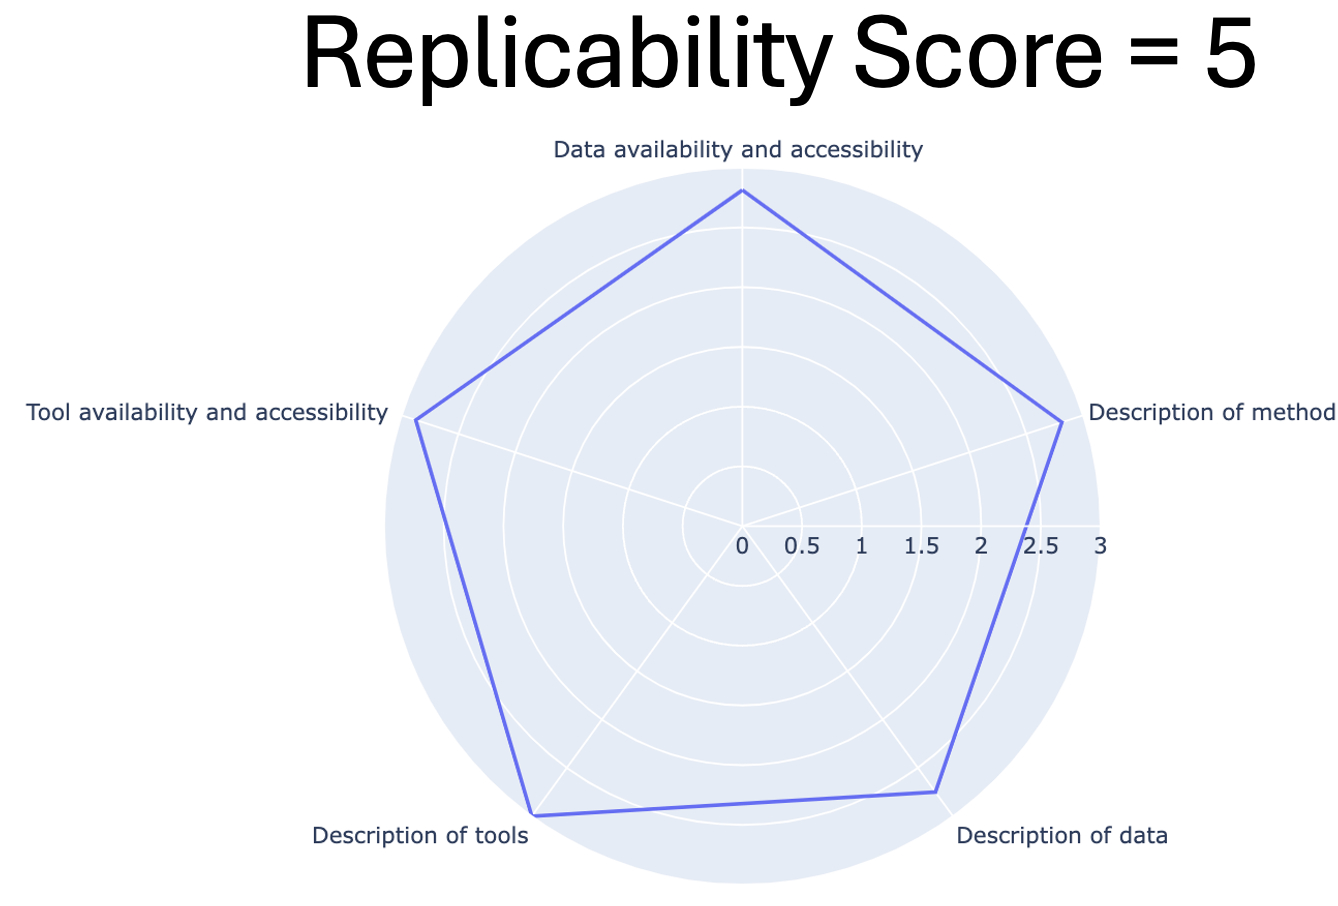 Replicability Score = 5
Data availability and accessibility
Tool availability and accessibility
Description of method
0 0.5 1 1.5 2 2.5 3
Description of tools
Description of data